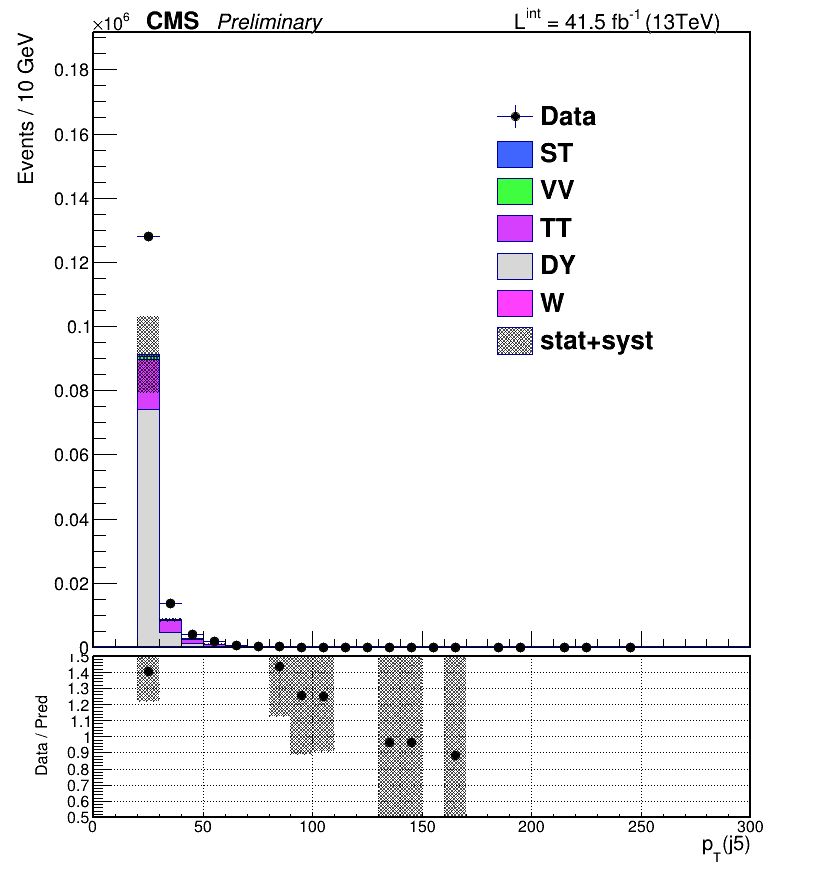 ×10⁶ CMS Preliminary L^int = 41.5 fb⁻¹ (13TeV)
Events / 10 GeV
0.18
0.16
0.14
0.12
0.1
0.08
0.06
0.04
0.02
0
Data
ST
VV
TT
DY
W
stat+syst
Data / Pred
1.5
1.4
1.3
1.2
1.1
1
0.9
0.8
0.7
0.6
0.5
0 50 100 150 200 250 300
p_T(j5)